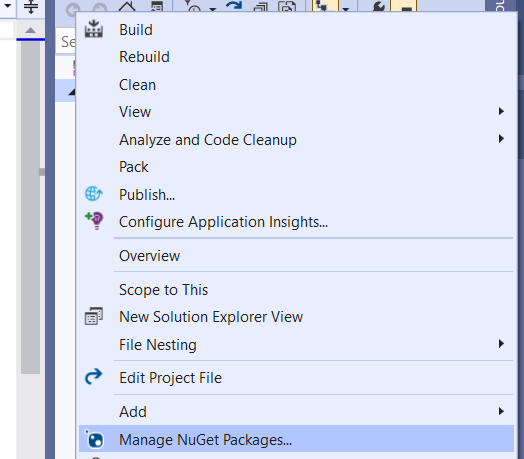 Se
Build
Rebuild
Clean
View
Analyze and Code Cleanup
Pack
Publish...
Configure Application Insights...
Overview
Scope to This
New Solution Explorer View
File Nesting
Edit Project File
Add
Manage NuGet Packages...